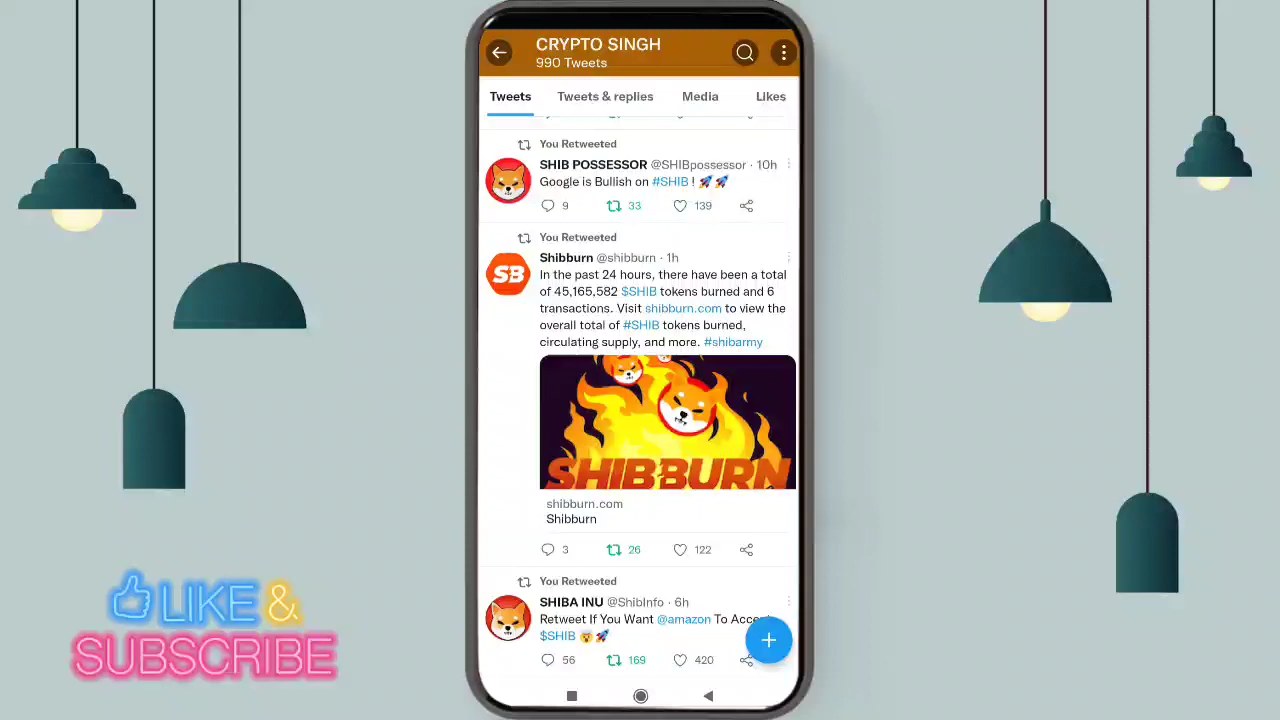 CRYPTO SINGH
990 Tweets
Tweets Tweets & replies Media Likes
You Retweeted
SHIB POSSESSOR @SHIBpossessor · 10h
Google is Bullish on #SHIB ! 🚀🚀
9 33 139
You Retweeted
SB
Shibburn @shibburn · 1h
In the past 24 hours, there have been a total
of 45,165,582 $SHIB tokens burned and 6
transactions. Visit shibburn.com to view the
overall total of #SHIB tokens burned,
circulating supply, and more. #shibarmy
SHIBBURN
shibburn.com
Shibburn
3 26 122
You Retweeted
SHIBA INU @ShibInfo · 6h
Retweet If You Want @amazon To Accep
$SHIB 😮🚀
56 169 420
LIKE &
SUBSCRIBE